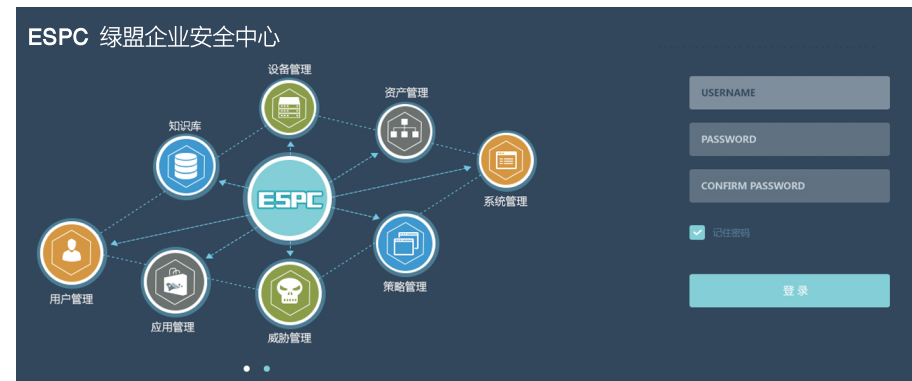 ESPC 绿盟企业安全中心
设备管理
资产管理
知识库
ESPC
系统管理
用户管理
策略管理
应用管理
威胁管理
USERNAME
PASSWORD
CONFIRM PASSWORD
记住密码
登录